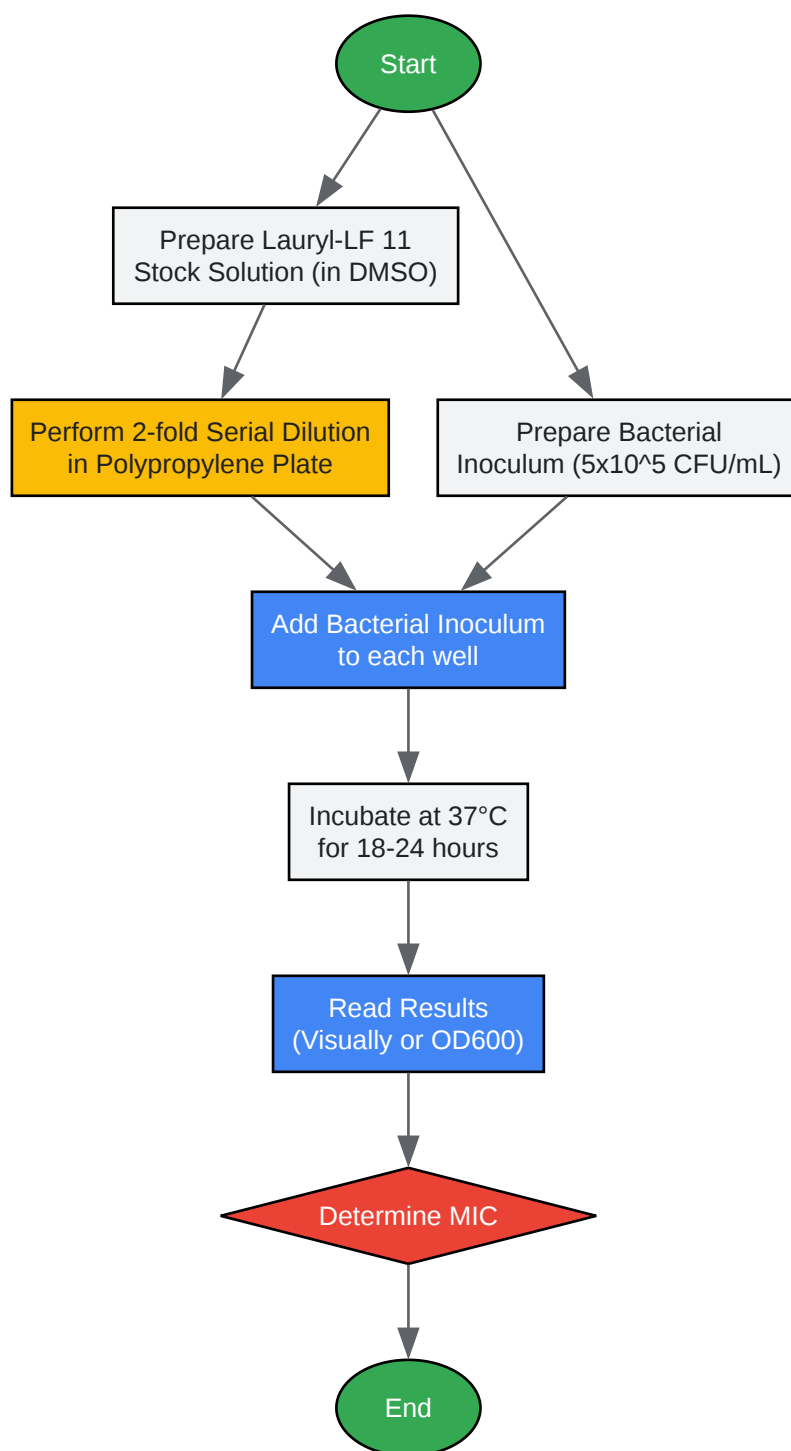 Start
Prepare Lauryl-LF 11
Stock Solution (in DMSO)
Perform 2-fold Serial Dilution
in Polypropylene Plate
Prepare Bacterial
Inoculum (5x10^5 CFU/mL)
Add Bacterial Inoculum
to each well
Incubate at 37°C
for 18-24 hours
Read Results
(Visually or OD600)
Determine MIC
End